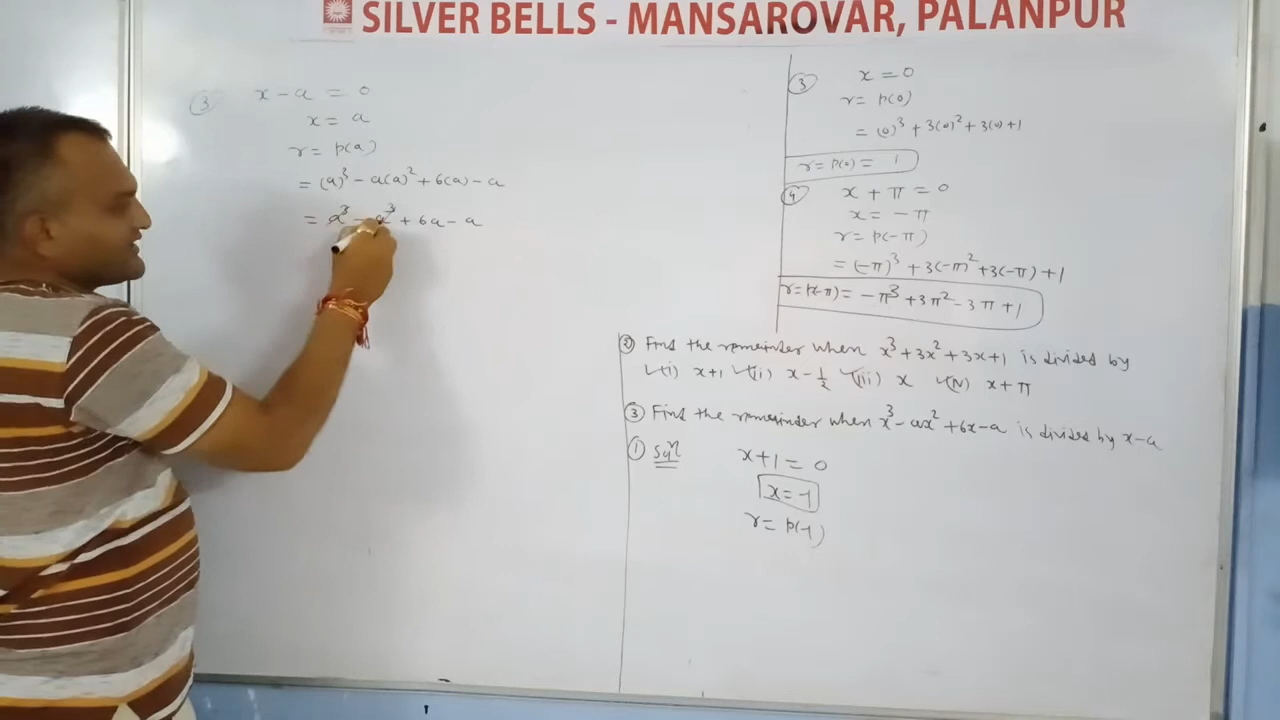 SILVER BELLS - MANSAROVAR, PALANPUR
③ x - a = 0
x = a
r = p(a)
= (a)³ - a(a)² + 6(a) - a
= a³ - a³ + 6a - a
③ x = 0
r = p(0)
= (0)³ + 3(0)² + 3(0) + 1
r = p(0) = 1
④ x + π = 0
x = - π
r = p(-π)
= (-π)³ + 3(-π)² + 3(-π) + 1
r = p(-π) = - π³ + 3π² - 3π + 1
② Find the remainder when x³ + 3x² + 3x + 1 is divided by
✓(i) x+1 ✓(ii) x - 1/2 ✓(iii) x ✓(iv) x + π
③ Find the remainder when x³ - ax² + 6x - a is divided by x - a
① Solⁿ x + 1 = 0
x = -1
r = p(-1)